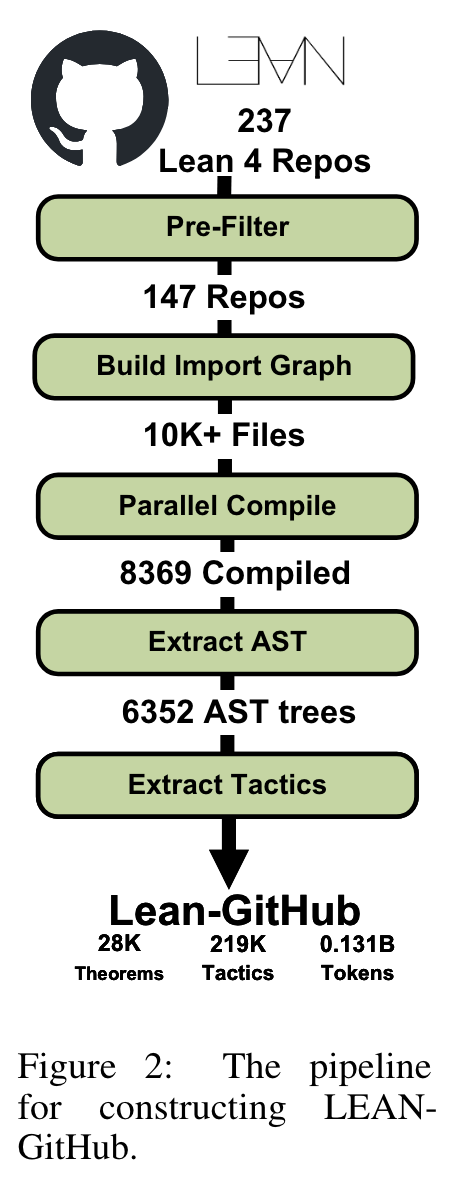 LEAN
237
Lean 4 Repos
Pre-Filter
147 Repos
Build Import Graph
10K+ Files
Parallel Compile
8369 Compiled
Extract AST
6352 AST trees
Extract Tactics
Lean-GitHub
28K 219K 0.131B
Theorems Tactics Tokens
Figure 2: The pipeline
for constructing LEAN-
GitHub.